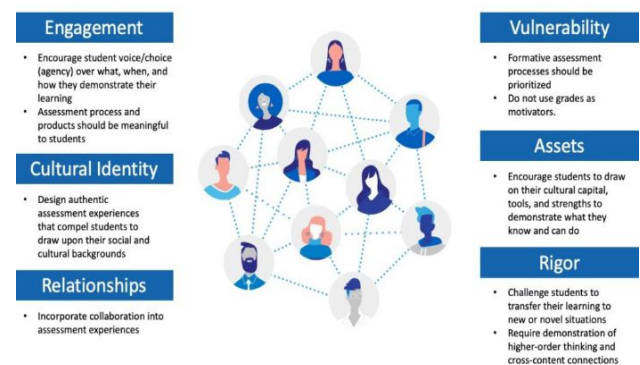 Engagement
• Encourage student voice/choice
(agency) over what, when, and
how they demonstrate their
learning
• Assessment process and
products should be meaningful
to students
Cultural Identity
• Design authentic
assessment experiences
that compel students to
draw upon their social and
cultural backgrounds
Relationships
• Incorporate collaboration into
assessment experiences
Vulnerability
• Formative assessment
processes should be
prioritized
• Do not use grades as
motivators.
Assets
• Encourage students to draw
on their cultural capital,
tools, and strengths to
demonstrate what they
know and can do
Rigor
• Challenge students to
transfer their learning to
new or novel situations
• Require demonstration of
higher-order thinking and
cross-content connections